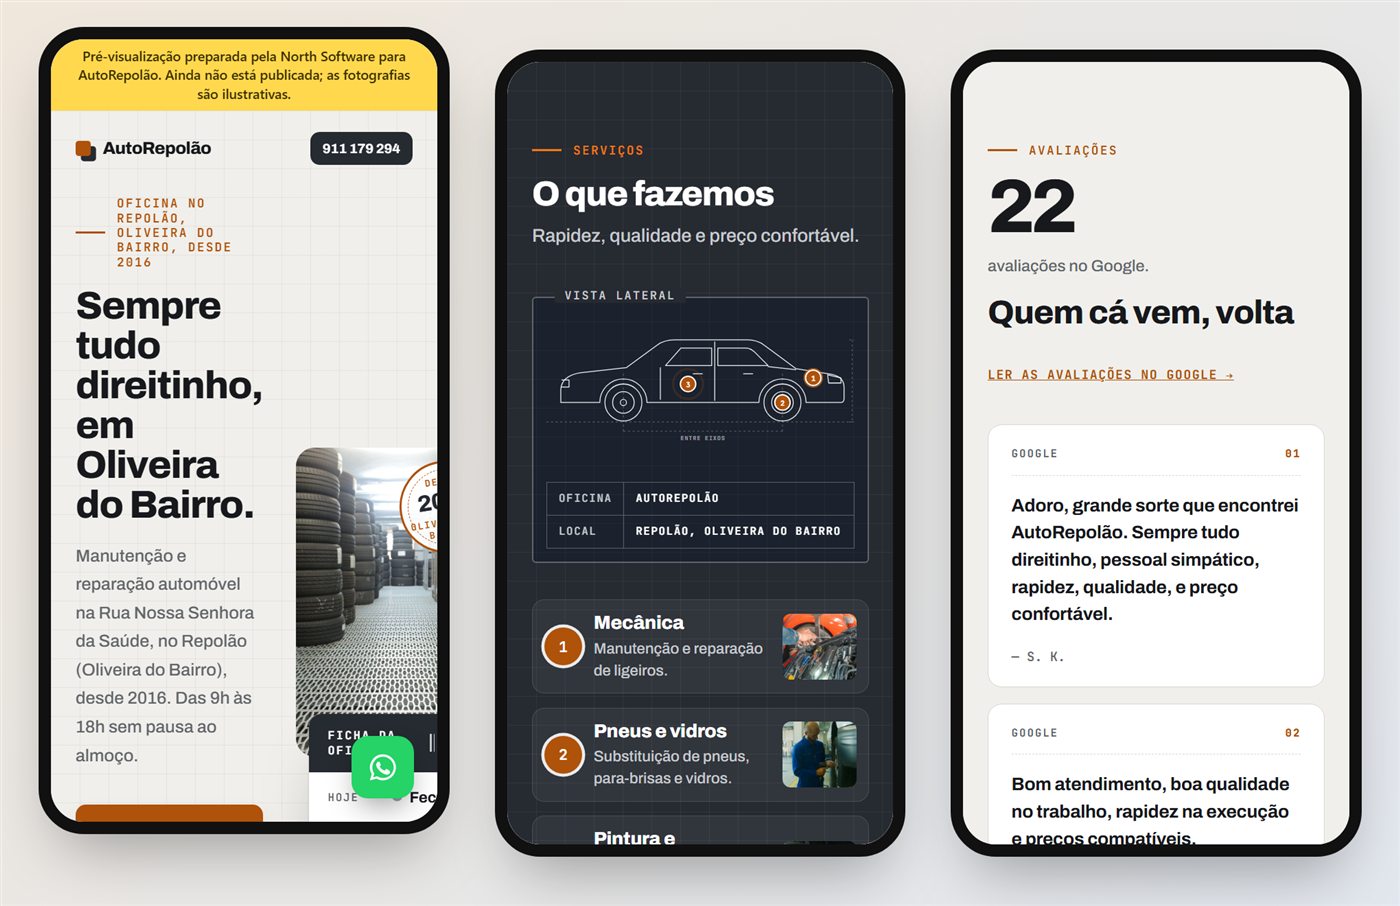 Pré-visualização preparada pela North Software para
AutoRepolão. Ainda não está publicada; as fotografias
são ilustrativas.
AutoRepolão
911 179 294
OFICINA NO
REPOLÃO,
OLIVEIRA DO
BAIRRO, DESDE
2016
Sempre
tudo
direitinho,
em
Oliveira
do Bairro.
Manutenção e
reparação automóvel
na Rua Nossa Senhora
da Saúde, no Repolão
(Oliveira do Bairro),
desde 2016. Das 9h às
18h sem pausa ao
almoço.
FICHA DA
HOJE
SERVIÇOS
O que fazemos
Rapidez, qualidade e preço confortável.
VISTA LATERAL
3
1
2
ENTRE EIXOS
OFICINA AUTOREPOLÃO
LOCAL REPOLÃO, OLIVEIRA DO BAIRRO
1
Mecânica
Manutenção e reparação
de ligeiros.
2
Pneus e vidros
Substituição de pneus,
para-brisas e vidros.
Pintura e
AVALIAÇÕES
22
avaliações no Google.
Quem cá vem, volta
LER AS AVALIAÇÕES NO GOOGLE →
GOOGLE 01
Adoro, grande sorte que encontrei
AutoRepolão. Sempre tudo
direitinho, pessoal simpático,
rapidez, qualidade, e preço
confortável.
— S. K.
GOOGLE 02
Bom atendimento, boa qualidade
no trabalho, rapidez na execução
e preços compatíveis.